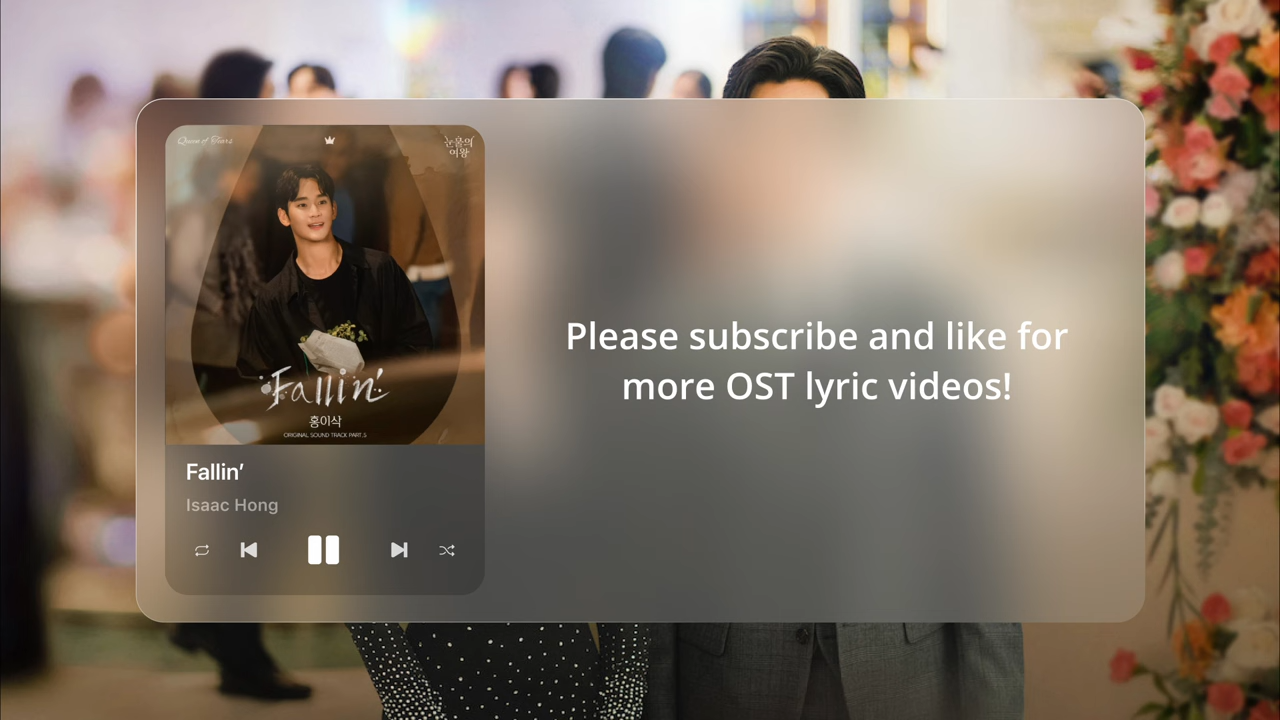 Queen of Tears
눈물의
여왕
Fallin'
홍이삭
ORIGINAL SOUND TRACK PART.5
Fallin’
Isaac Hong
Please subscribe and like for
more OST lyric videos!